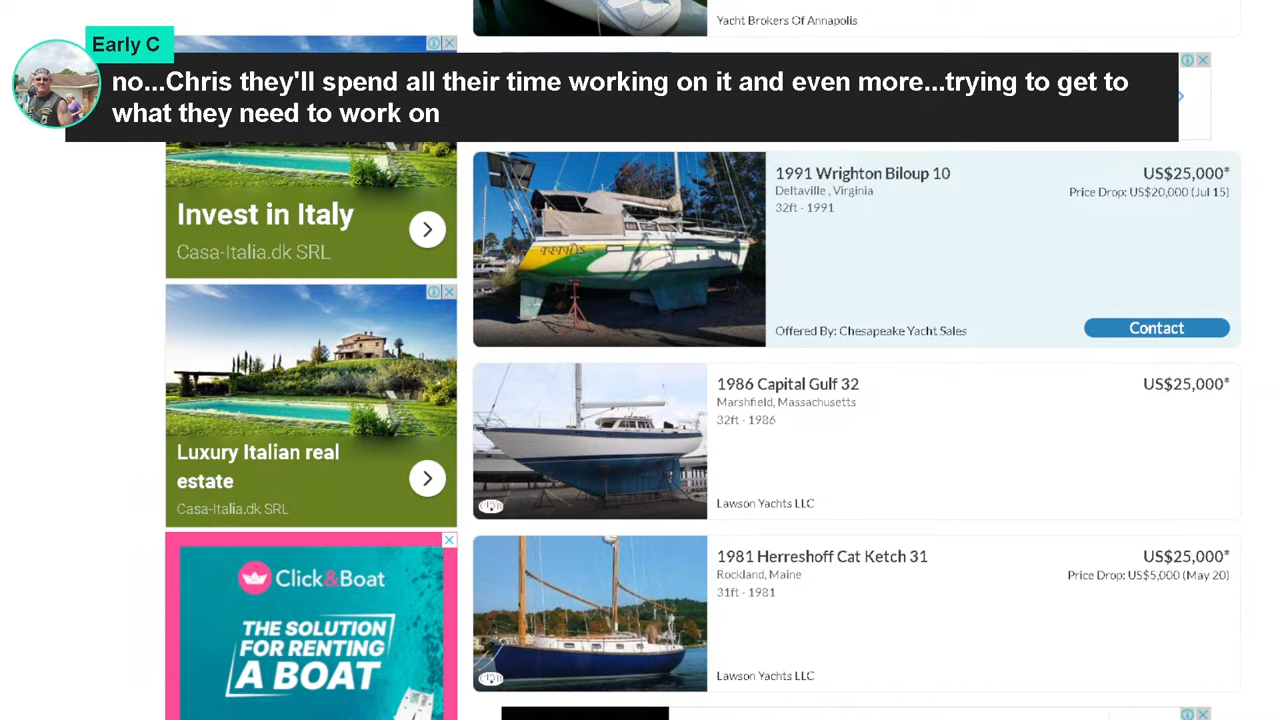 Yacht Brokers Of Annapolis
Early C
no...Chris they'll spend all their time working on it and even more...trying to get to
what they need to work on
Invest in Italy
Casa-Italia.dk SRL
Luxury Italian real
estate
Casa-Italia.dk SRL
Click&Boat
THE SOLUTION
FOR RENTING
A BOAT
1991 Wrighton Biloup 10
US$25,000*
Deltaville , Virginia
Price Drop: US$20,000 (Jul 15)
32ft - 1991
TETHYS
Offered By: Chesapeake Yacht Sales
Contact
1986 Capital Gulf 32
US$25,000*
Marshfield, Massachusetts
32ft - 1986
Lawson Yachts LLC
1981 Herreshoff Cat Ketch 31
US$25,000*
Rockland, Maine
Price Drop: US$5,000 (May 20)
31ft - 1981
Lawson Yachts LLC